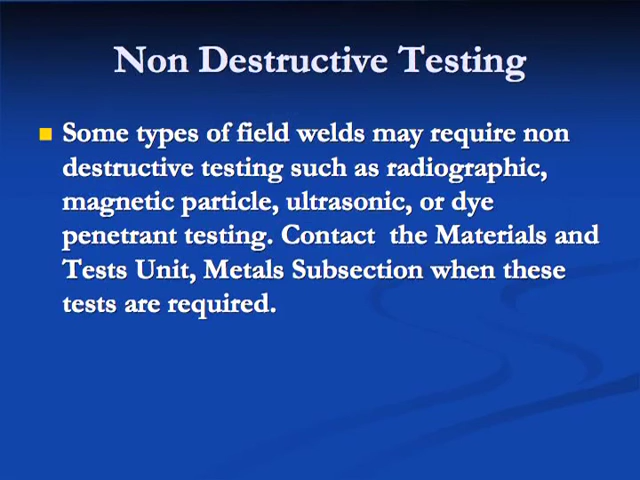 Non Destructive Testing
Some types of field welds may require non
destructive testing such as radiographic,
magnetic particle, ultrasonic, or dye
penetrant testing. Contact  the Materials and
Tests Unit, Metals Subsection when these
tests are required.